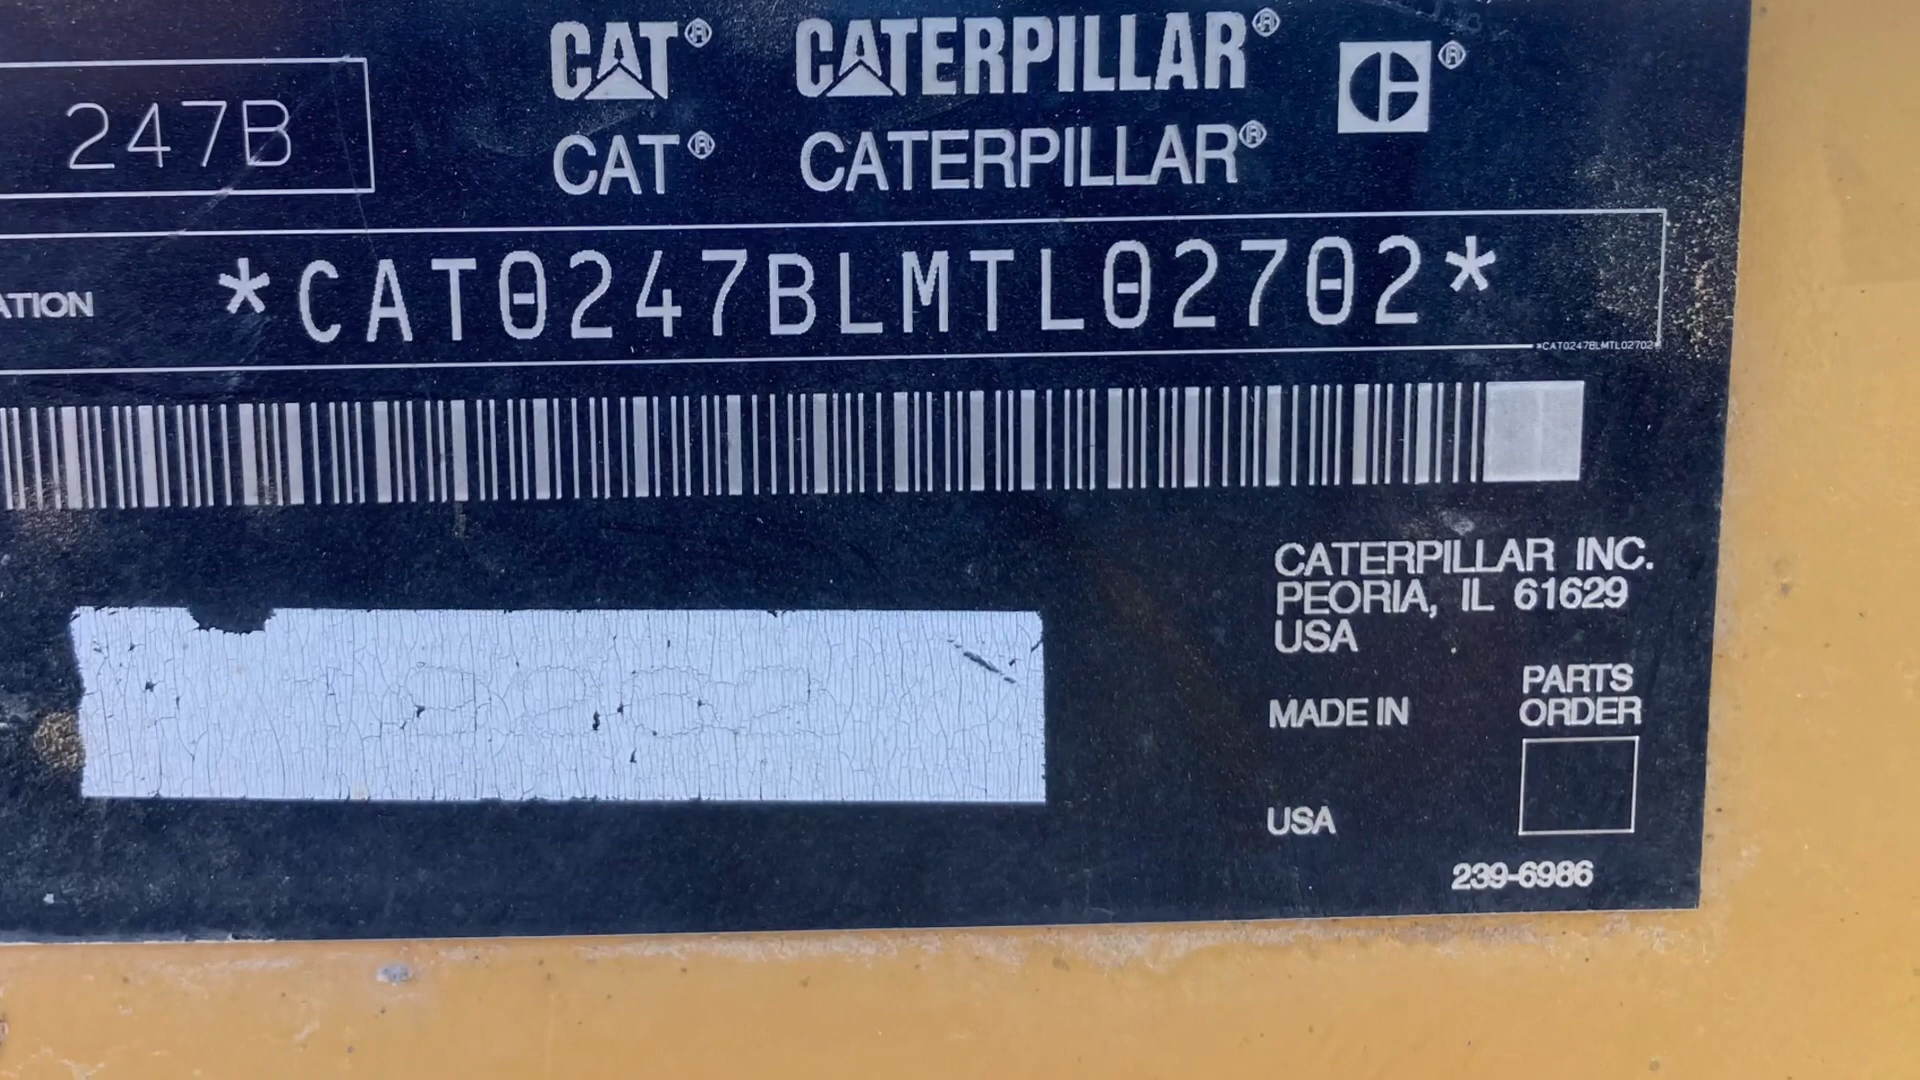 CAT® CATERPILLAR® ®
247B
CAT® CATERPILLAR®
ATION *CAT0247BLMTL02702*
*CAT0247BLMTL02702*
CATERPILLAR INC.
PEORIA, IL 61629
USA
MADE IN
PARTS
ORDER
USA
239-6986